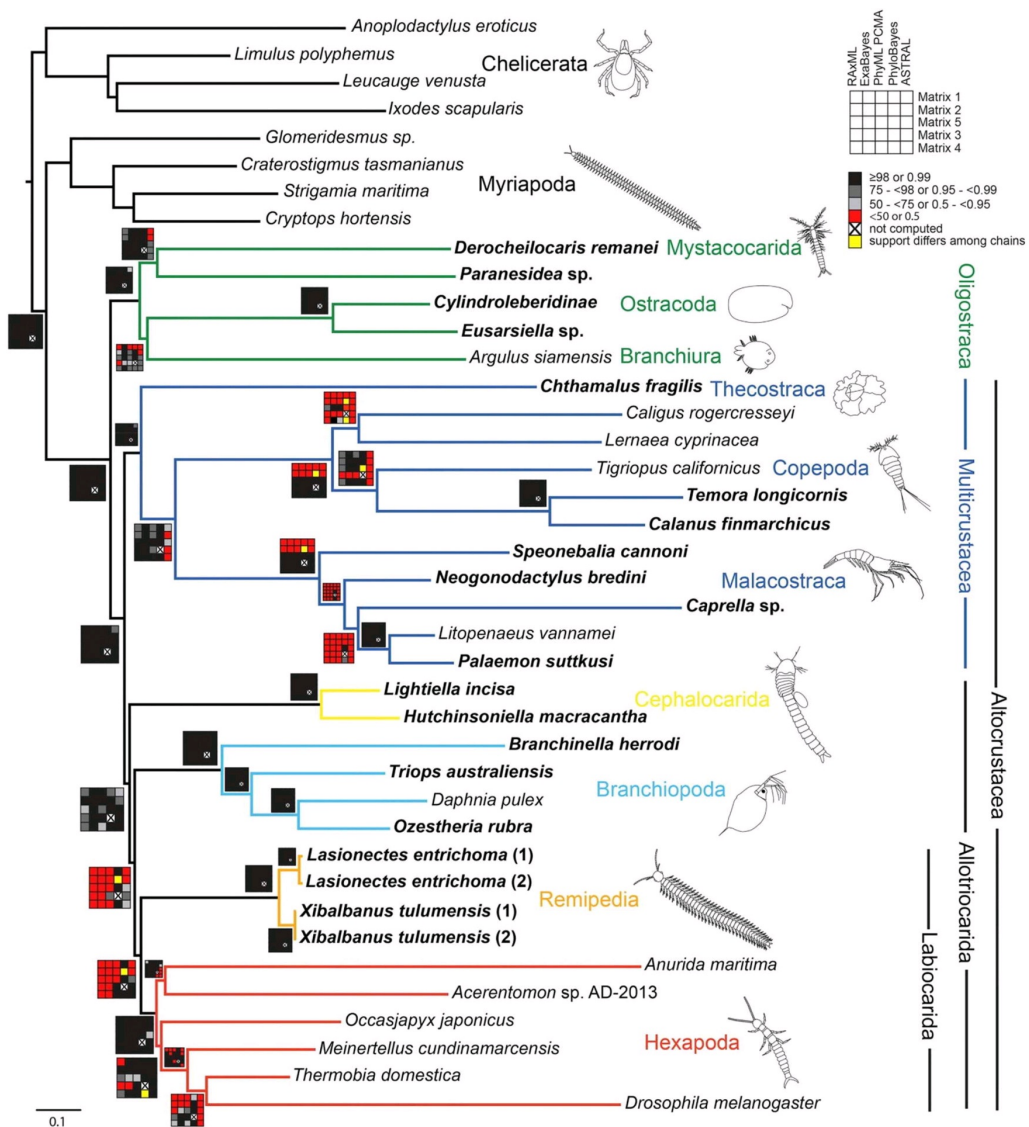 Anoplodactylus eroticus
Limulus polyphemus
Chelicerata
Leucauge venusta
Ixodes scapularis
RAxML
ExaBayes
PhyML PCMA
PhyloBayes
ASTRAL
Matrix 1
Matrix 2
Matrix 5
Matrix 3
Matrix 4
≥98 or 0.99
75 - <98 or 0.95 - <0.99
50 - <75 or 0.5 - <0.95
<50 or 0.5
not computed
support differs among chains
Glomeridesmus sp.
Craterostigmus tasmanianus
Myriapoda
Strigamia maritima
Cryptops hortensis
Derocheilocaris remanei
Mystacocarida
Paranesidea sp.
Cylindroleberidinae
Ostracoda
Eusarsiella sp.
Argulus siamensis
Branchiura
Oligostraca
Chthamalus fragilis
Thecostraca
Caligus rogercresseyi
Lernaea cyprinacea
Tigriopus californicus
Copepoda
Temora longicornis
Calanus finmarchicus
Multicrustacea
Speonebalia cannoni
Neogonodactylus bredini
Malacostraca
Caprella sp.
Litopenaeus vannamei
Palaemon suttkusi
Lightiella incisa
Cephalocarida
Hutchinsoniella macracantha
Altocrustacea
Branchinella herrodi
Triops australiensis
Branchiopoda
Daphnia pulex
Ozestheria rubra
Allotriocarida
Lasionectes entrichoma (1)
Lasionectes entrichoma (2)
Remipedia
Xibalbanus tulumensis (1)
Xibalbanus tulumensis (2)
Labiocarida
Anurida maritima
Acerentomon sp. AD-2013
Occasjapyx japonicus
Hexapoda
Meinertellus cundinamarcensis
Thermobia domestica
Drosophila melanogaster
0.1